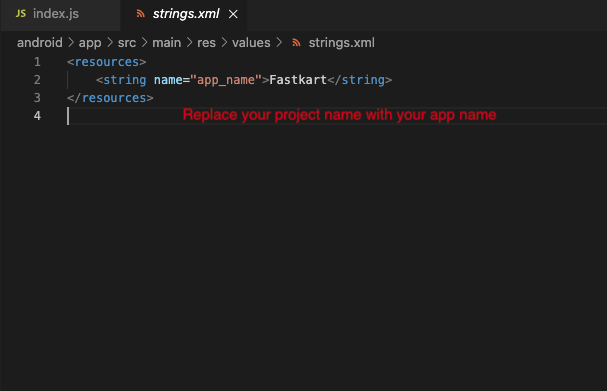 JS index.js strings.xml ×
android > app > src > main > res > values > strings.xml
1 <resources>
2 <string name="app_name">Fastkart</string>
3 </resources>
4 Replace your project name with your app name